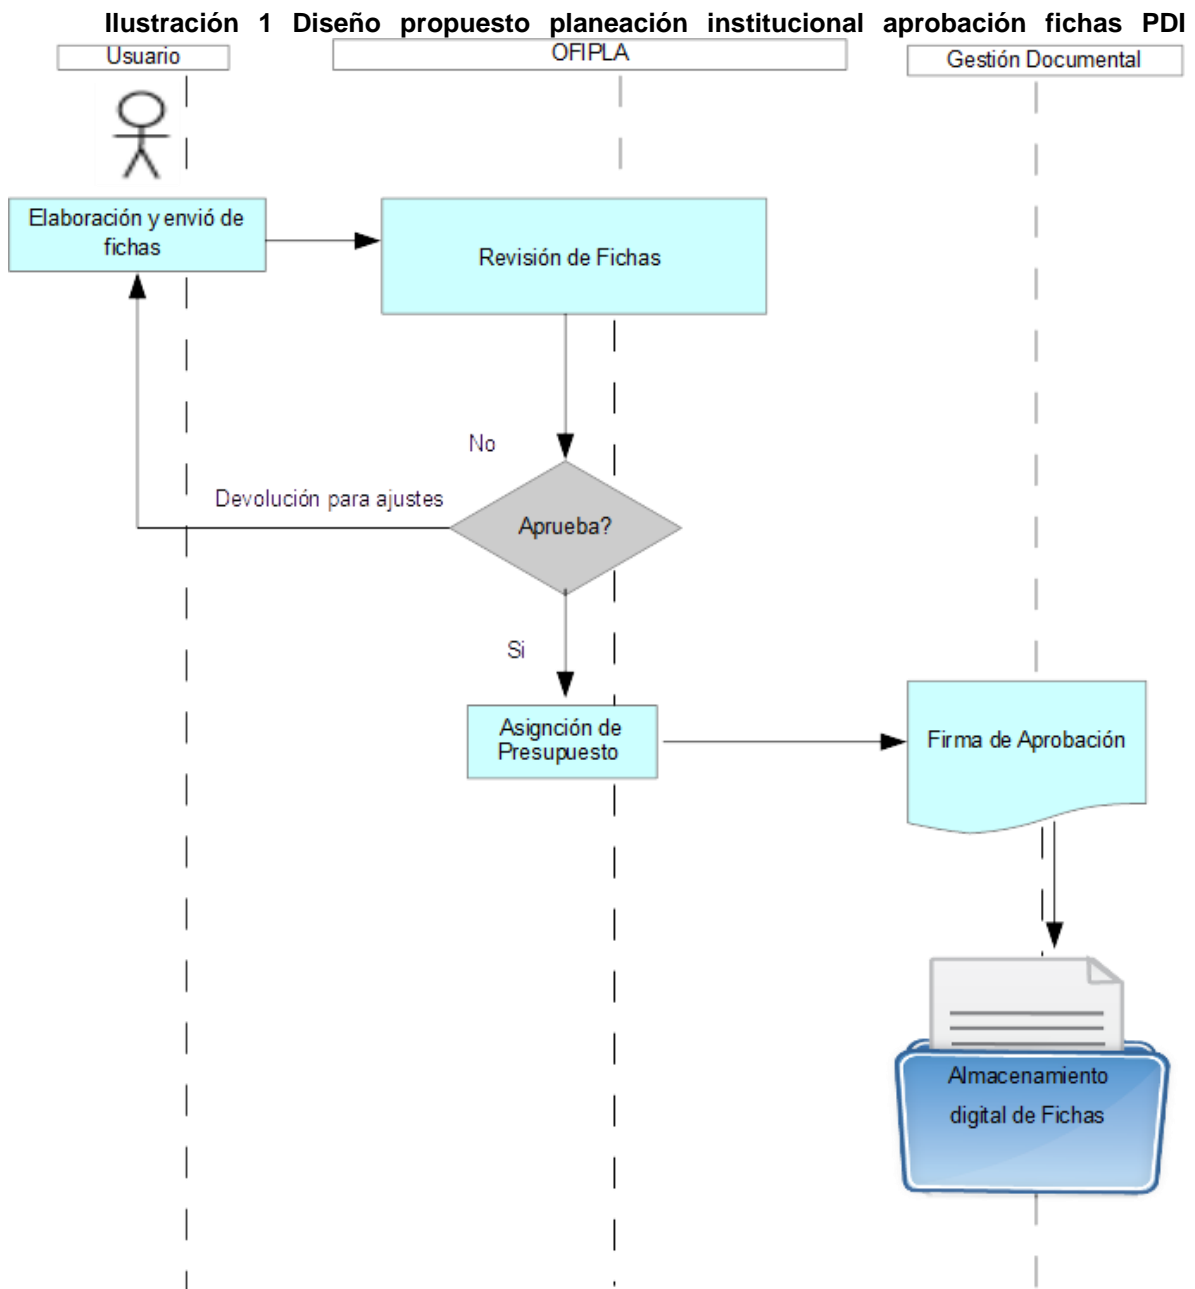 Ilustración 1 Diseño propuesto planeación institucional aprobación fichas PDI
Usuario
OFIPLA
Gestión Documental
Elaboración y envió de
fichas
Revisión de Fichas
No
Devolución para ajustes
Aprueba?
Si
Asignción de
Presupuesto
Firma de Aprobación
Almacenamiento
digital de Fichas